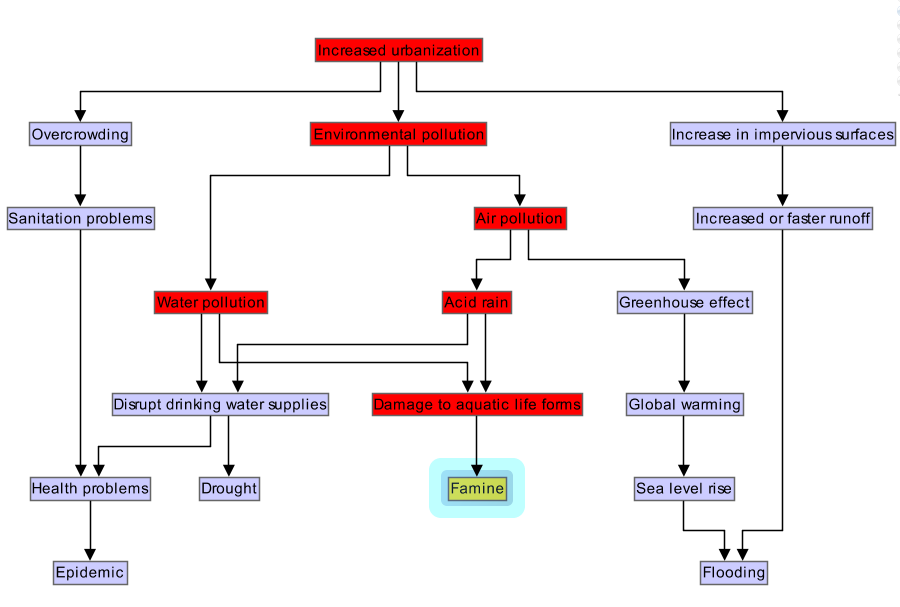 Increased urbanization
Overcrowding
Environmental pollution
Increase in impervious surfaces
Sanitation problems
Air pollution
Increased or faster runoff
Water pollution
Acid rain
Greenhouse effect
Disrupt drinking water supplies
Damage to aquatic life forms
Global warming
Health problems
Drought
Famine
Sea level rise
Epidemic
Flooding